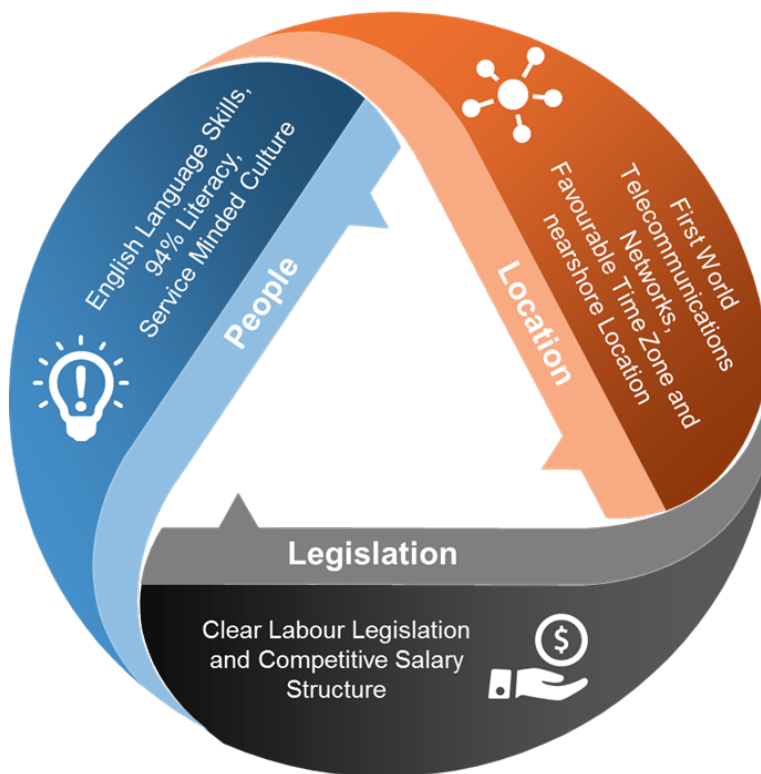 English Language Skills,
94% Literacy,
Service Minded Culture
People
First World
Telecommunications
Networks,
Favourable Time Zone and
nearshore Location
Location
Legislation
Clear Labour Legislation
and Competitive Salary
Structure
$